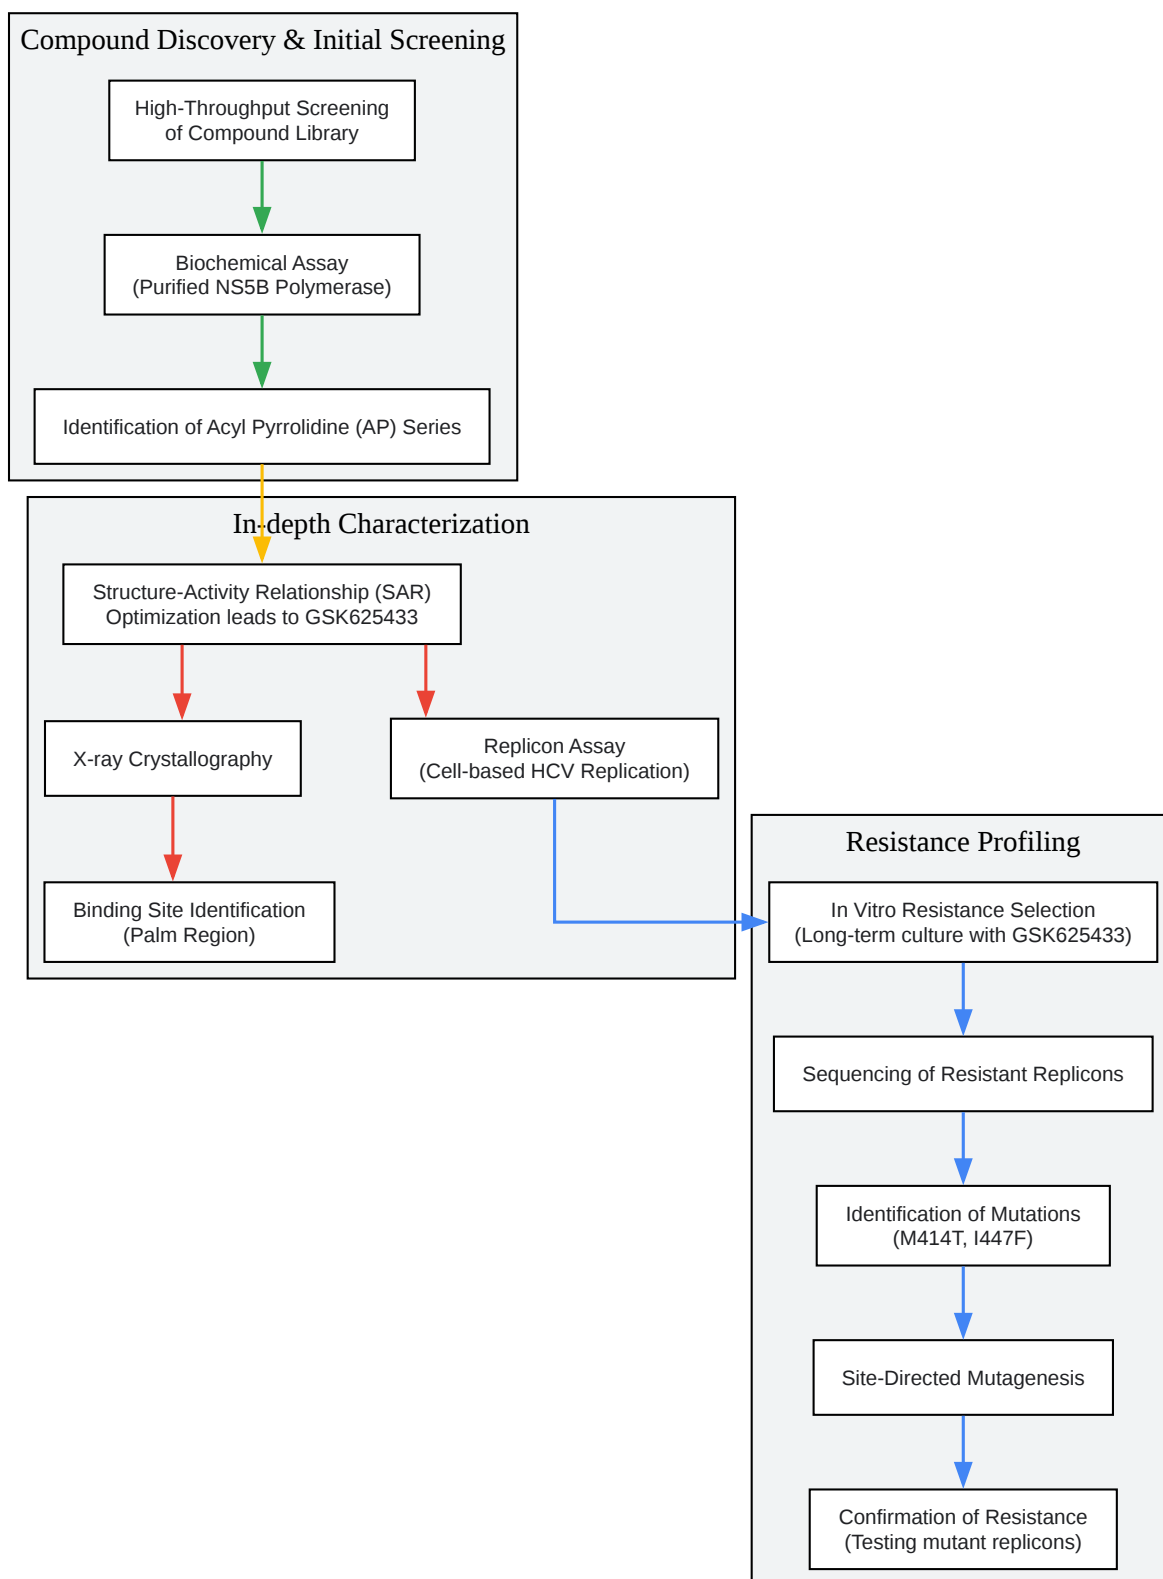 Compound Discovery & Initial Screening
High-Throughput Screening
of Compound Library
Biochemical Assay
(Purified NS5B Polymerase)
Identification of Acyl Pyrrolidine (AP) Series
In-depth Characterization
Structure-Activity Relationship (SAR)
Optimization leads to GSK625433
X-ray Crystallography
Replicon Assay
(Cell-based HCV Replication)
Binding Site Identification
(Palm Region)
Resistance Profiling
In Vitro Resistance Selection
(Long-term culture with GSK625433)
Sequencing of Resistant Replicons
Identification of Mutations
(M414T, I447F)
Site-Directed Mutagenesis
Confirmation of Resistance
(Testing mutant replicons)